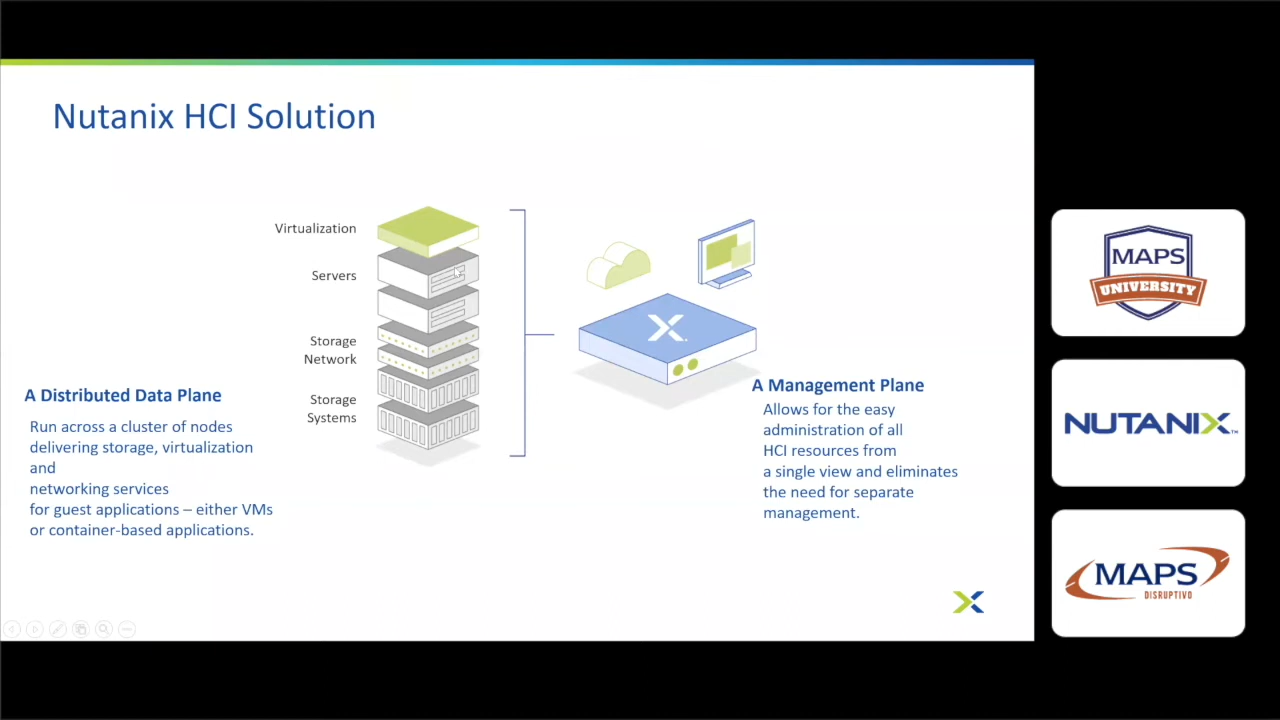 Nutanix HCI Solution
Virtualization
Servers
Storage
Network
Storage
Systems
A Distributed Data Plane
Run across a cluster of nodes
delivering storage, virtualization
and
networking services
for guest applications – either VMs
or container-based applications.
A Management Plane
Allows for the easy
administration of all
HCI resources from
a single view and eliminates
the need for separate
management.
MAPS
UNIVERSITY
NUTANIX™
MAPS
DISRUPTIVO